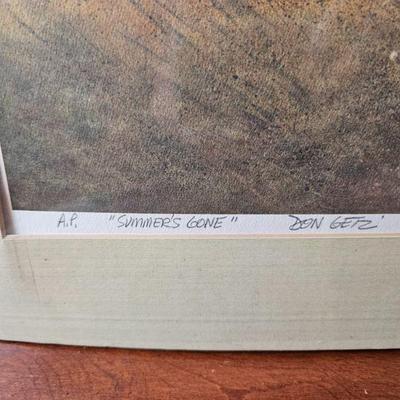 A.P. "SUMMER'S GONE" DON GETZ